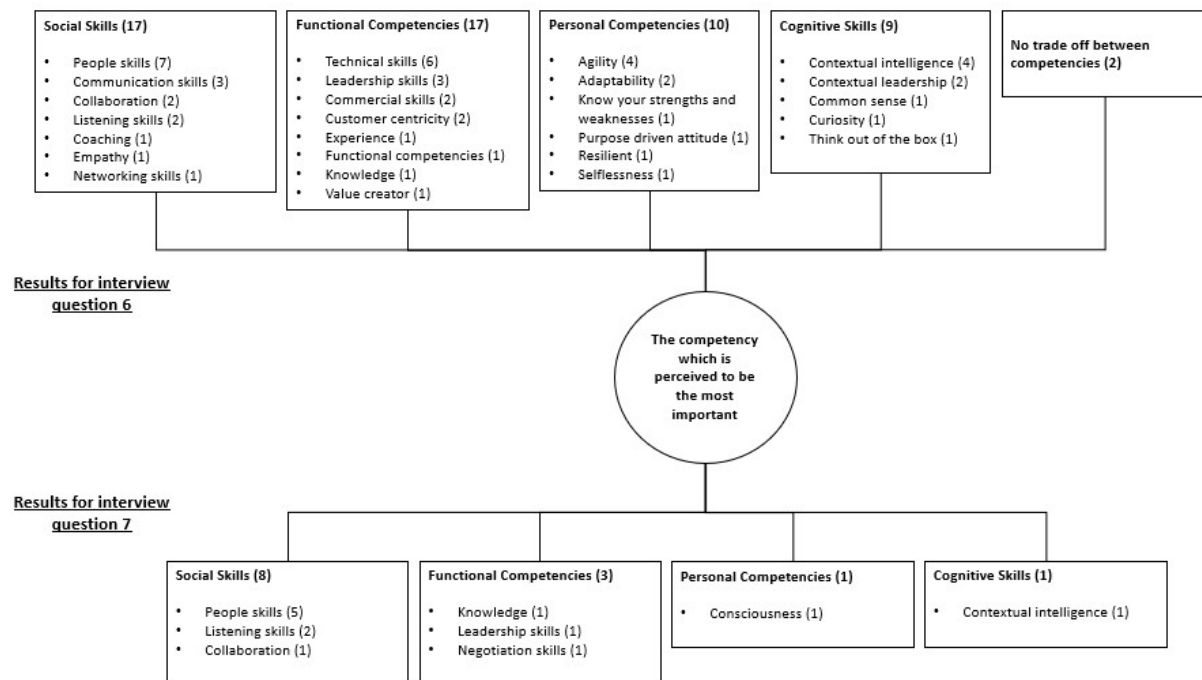 Social Skills (17)
• People skills (7)
• Communication skills (3)
• Collaboration (2)
• Listening skills (2)
• Coaching (1)
• Empathy (1)
• Networking skills (1)
Functional Competencies (17)
• Technical skills (6)
• Leadership skills (3)
• Commercial skills (2)
• Customer centricity (2)
• Experience (1)
• Functional competencies (1)
• Knowledge (1)
• Value creator (1)
Personal Competencies (10)
• Agility (4)
• Adaptability (2)
• Know your strengths and
weaknesses (1)
• Purpose driven attitude (1)
• Resilient (1)
• Selflessness (1)
Cognitive Skills (9)
• Contextual intelligence (4)
• Contextual leadership (2)
• Common sense (1)
• Curiosity (1)
• Think out of the box (1)
No trade off between
competencies (2)
Results for interview
question 6
The competency
which is
perceived to be
the most
important
Results for interview
question 7
Social Skills (8)
• People skills (5)
• Listening skills (2)
• Collaboration (1)
Functional Competencies (3)
• Knowledge (1)
• Leadership skills (1)
• Negotiation skills (1)
Personal Competencies (1)
• Consciousness (1)
Cognitive Skills (1)
• Contextual intelligence (1)